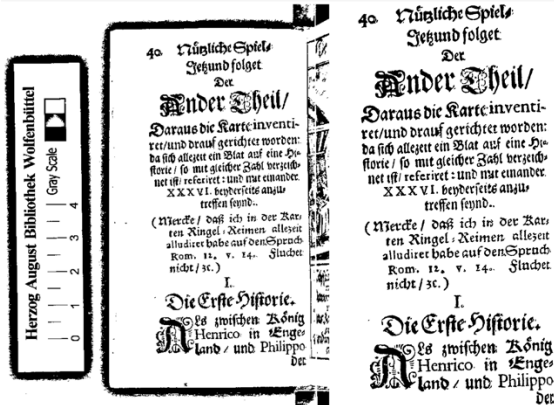 Herzog August Bibliothek Wolfenbüttel
Gray Scale
0 1 2 3 4
40. Nützliche Spiel⸗
Jetzund folget
Der
Ander Theil/
Daraus die Karte inventi⸗
ret/und drauf gerichtet worden:
da sich allezeit ein Blat auf eine Hi⸗
storie/ so mit gleicher Zahl verzeich⸗
net ist/ referiret: und mit einander
XXXVI. beyderseits anzu⸗
treffen seynd..
(Mercke/ daß ich in der Kar⸗
ten Ringel⸗Reimen allezeit
alludiret habe auf den Spruch
Rom. 12. v. 14. Fluchet
nicht/ ꝛc.)
I.
Die Erste Historie.
Als zwischen König
Henrico in Enge⸗
land/ und Philippo
der
40. Nützliche Spiel⸗
Jetzund folget
Der
Ander Theil/
Daraus die Karte inventi⸗
ret/und drauf gerichtet worden:
da sich allezeit ein Blat auf eine Hi⸗
storie/ so mit gleicher Zahl verzeich⸗
net ist/ referiret: und mit einander
XXXVI. beyderseits anzu⸗
treffen seynd..
(Mercke/ daß ich in der Kar⸗
ten Ringel⸗Reimen allezeit
alludiret habe auf den Spruch
Rom. 12. v. 14. Fluchet
nicht/ ꝛc.)
I.
Die Erste Historie.
Als zwischen König
Henrico in Enge⸗
land/ und Philippo
der